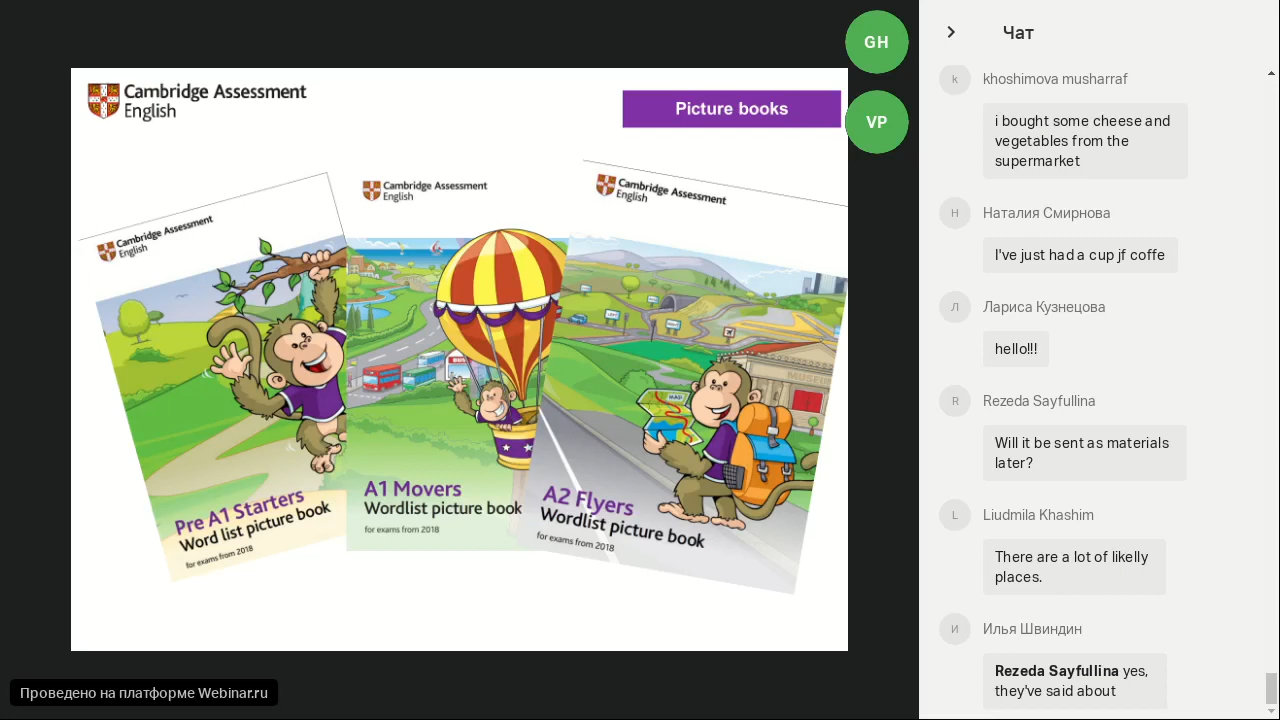 Cambridge Assessment
English
Picture books
Cambridge Assessment
English
Pre A1 Starters
Word list picture book
for exams from 2018
Cambridge Assessment
English
A1 Movers
Wordlist picture book
for exams from 2018
Cambridge Assessment
English
MUSEUM
MAP
A2 Flyers
Wordlist picture book
for exams from 2018
GH
VP
Проведено на платформе Webinar.ru
Чат
k
khoshimova musharraf
i bought some cheese and
vegetables from the
supermarket
Н
Наталия Смирнова
I've just had a cup jf coffe
Л
Лариса Кузнецова
hello!!!
R
Rezeda Sayfullina
Will it be sent as materials
later?
L
Liudmila Khashim
There are a lot of likelly
places.
И
Илья Швиндин
Rezeda Sayfullina yes,
they've said about